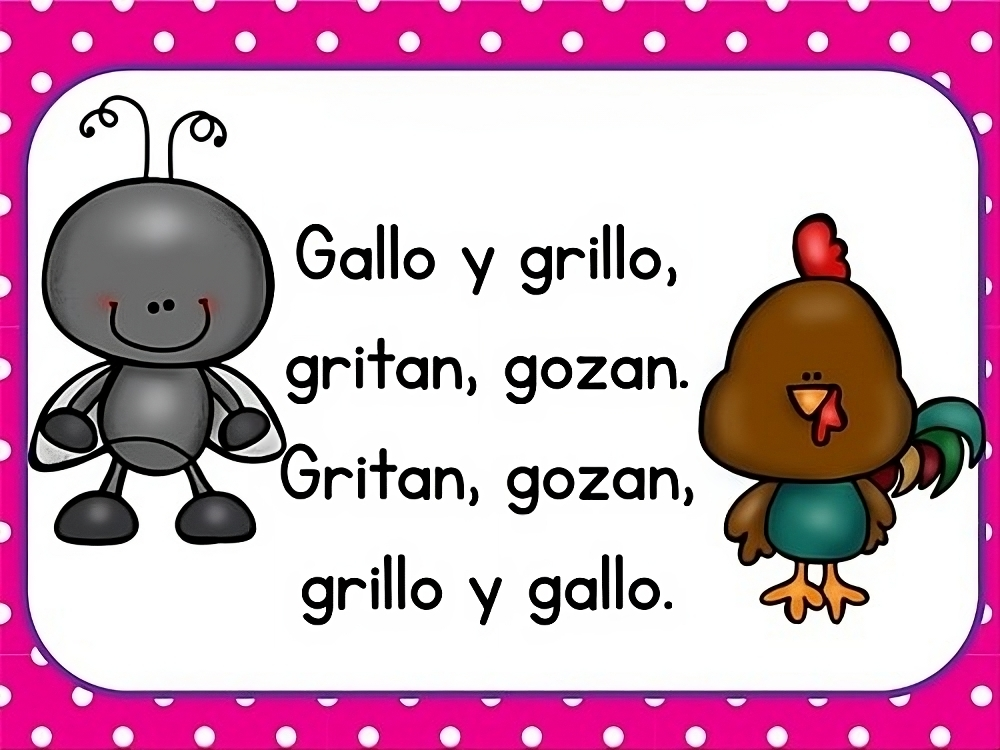 Gallo y grillo,
gritan, gozan.
Gritan, gozan,
grillo y gallo.